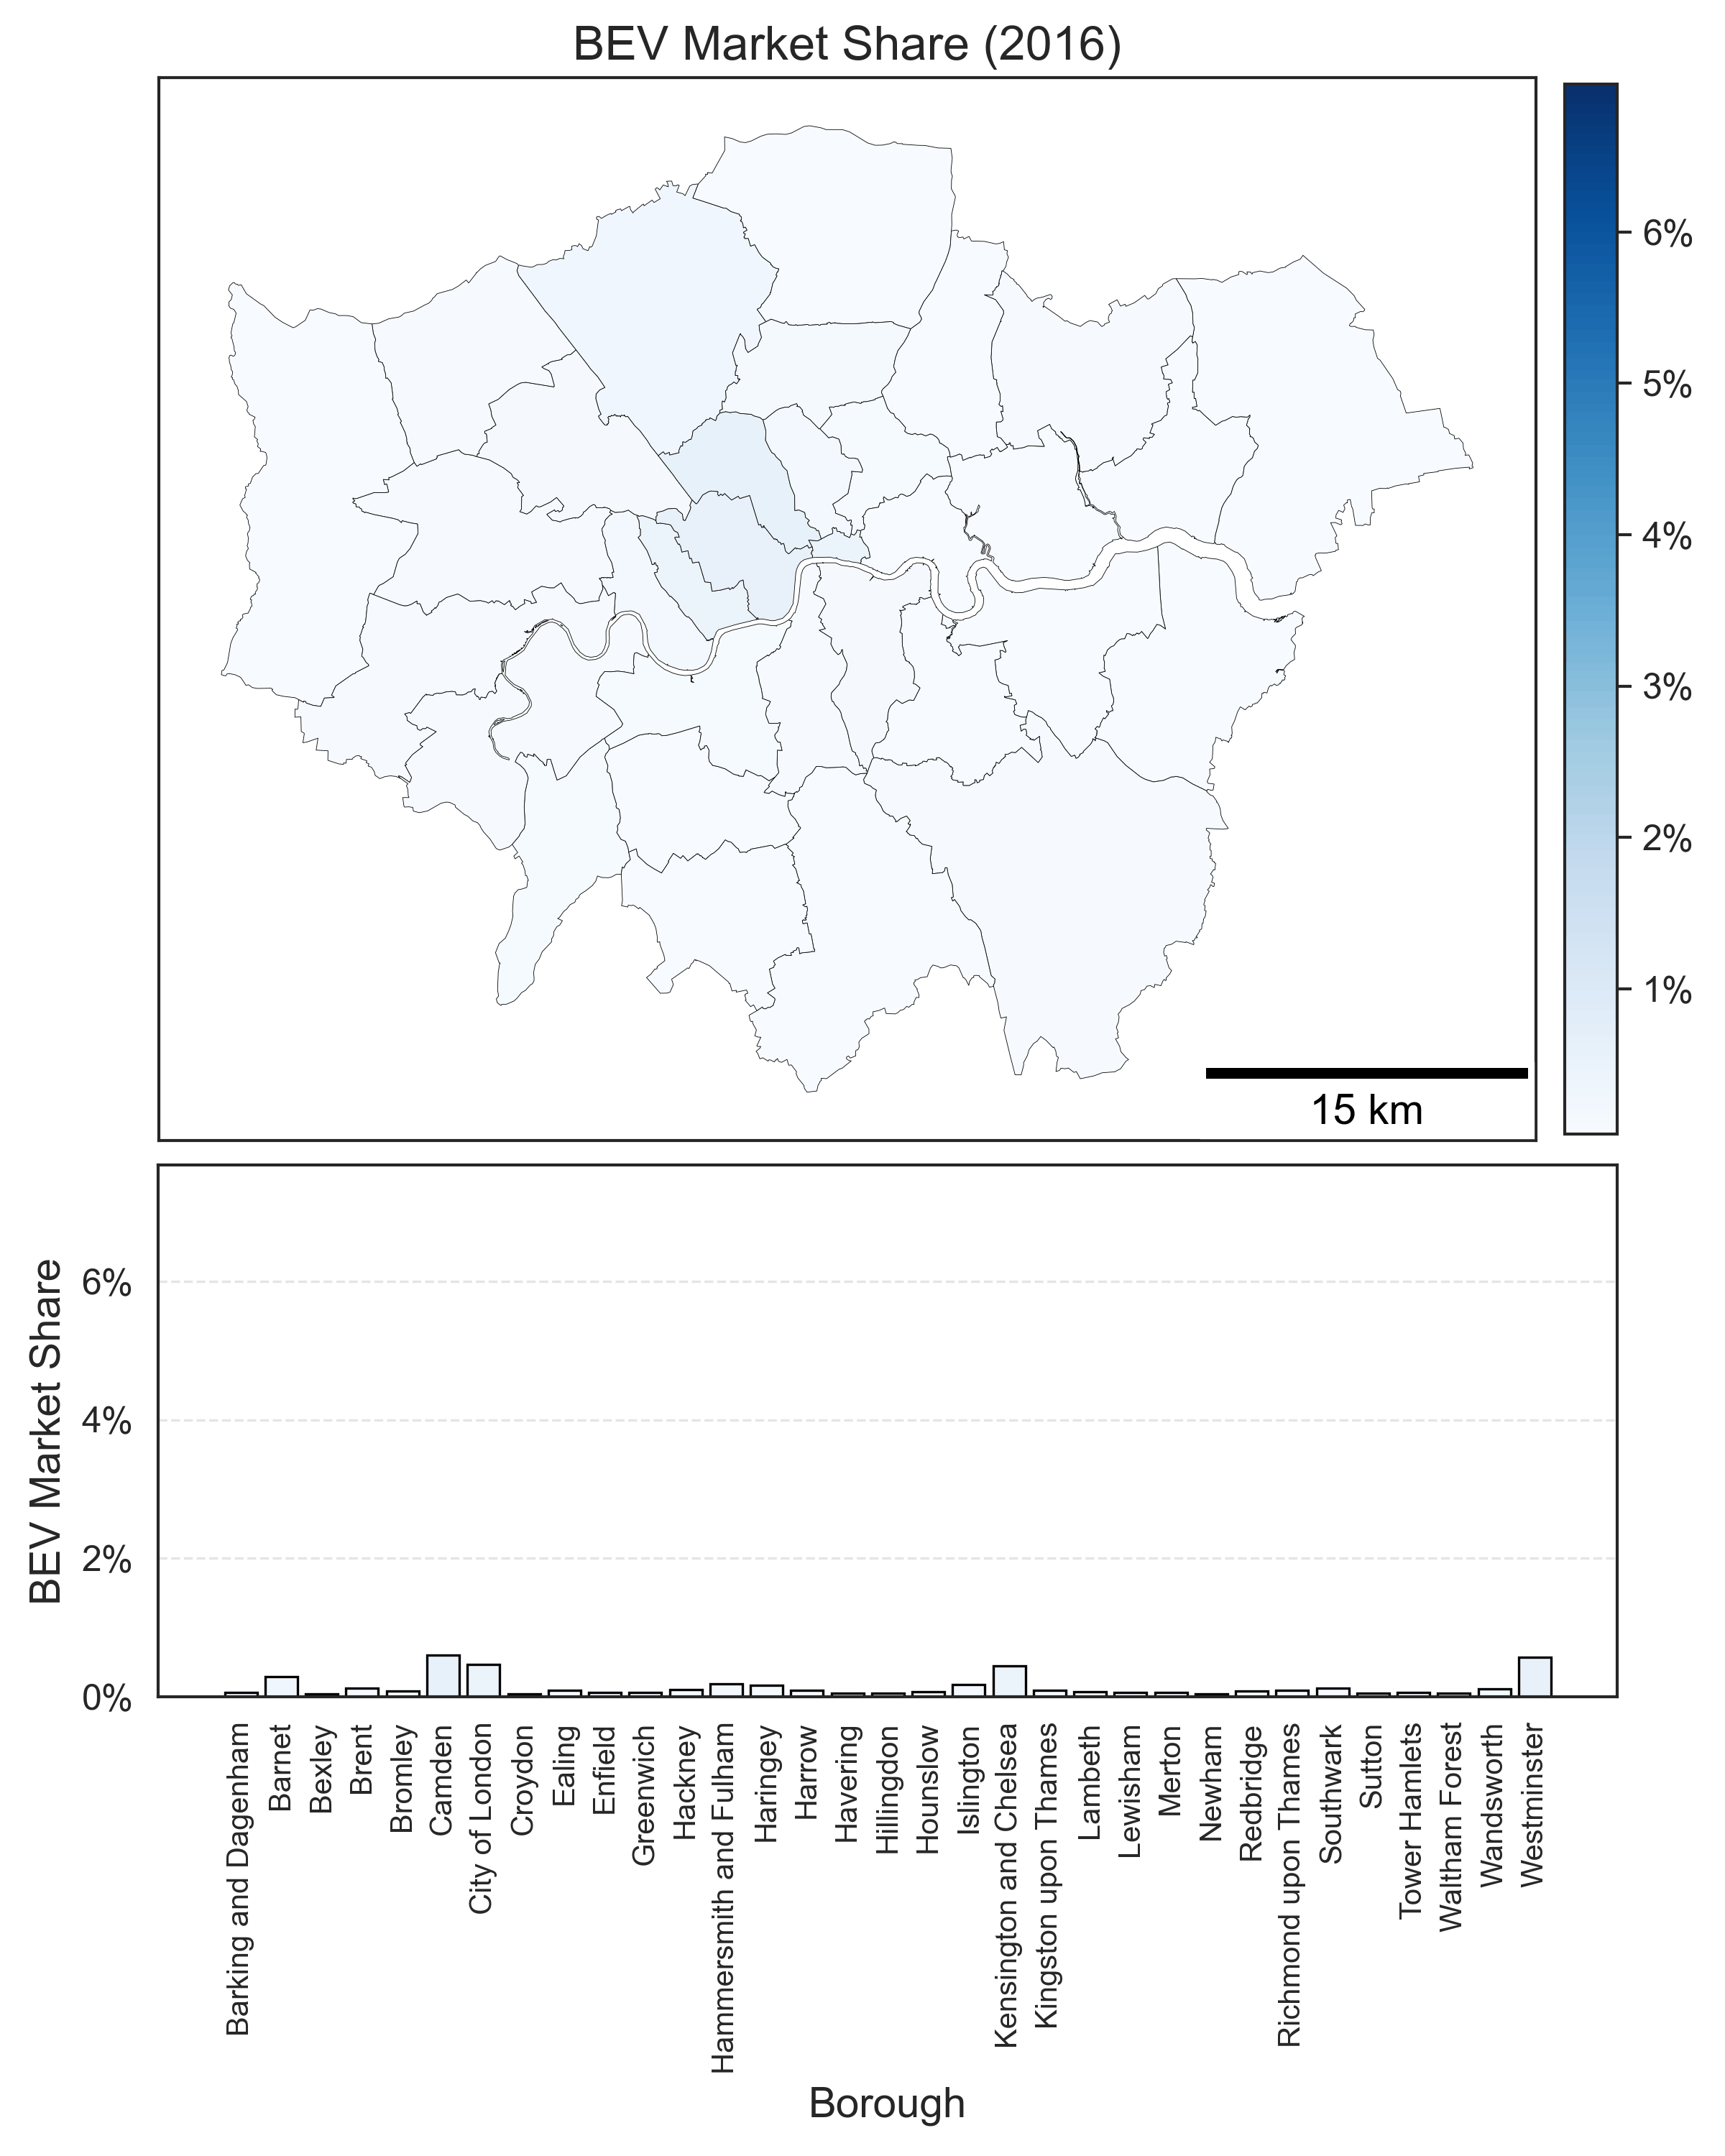 BEV Market Share (2016)
6%
5%
4%
3%
2%
1%
15 km
BEV Market Share
6%
4%
2%
0%
Barking and Dagenham
Barnet
Bexley
Brent
Bromley
Camden
City of London
Croydon
Ealing
Enfield
Greenwich
Hackney
Hammersmith and Fulham
Haringey
Harrow
Havering
Hillingdon
Hounslow
Islington
Kensington and Chelsea
Kingston upon Thames
Lambeth
Lewisham
Merton
Newham
Redbridge
Richmond upon Thames
Southwark
Sutton
Tower Hamlets
Waltham Forest
Wandsworth
Westminster
Borough